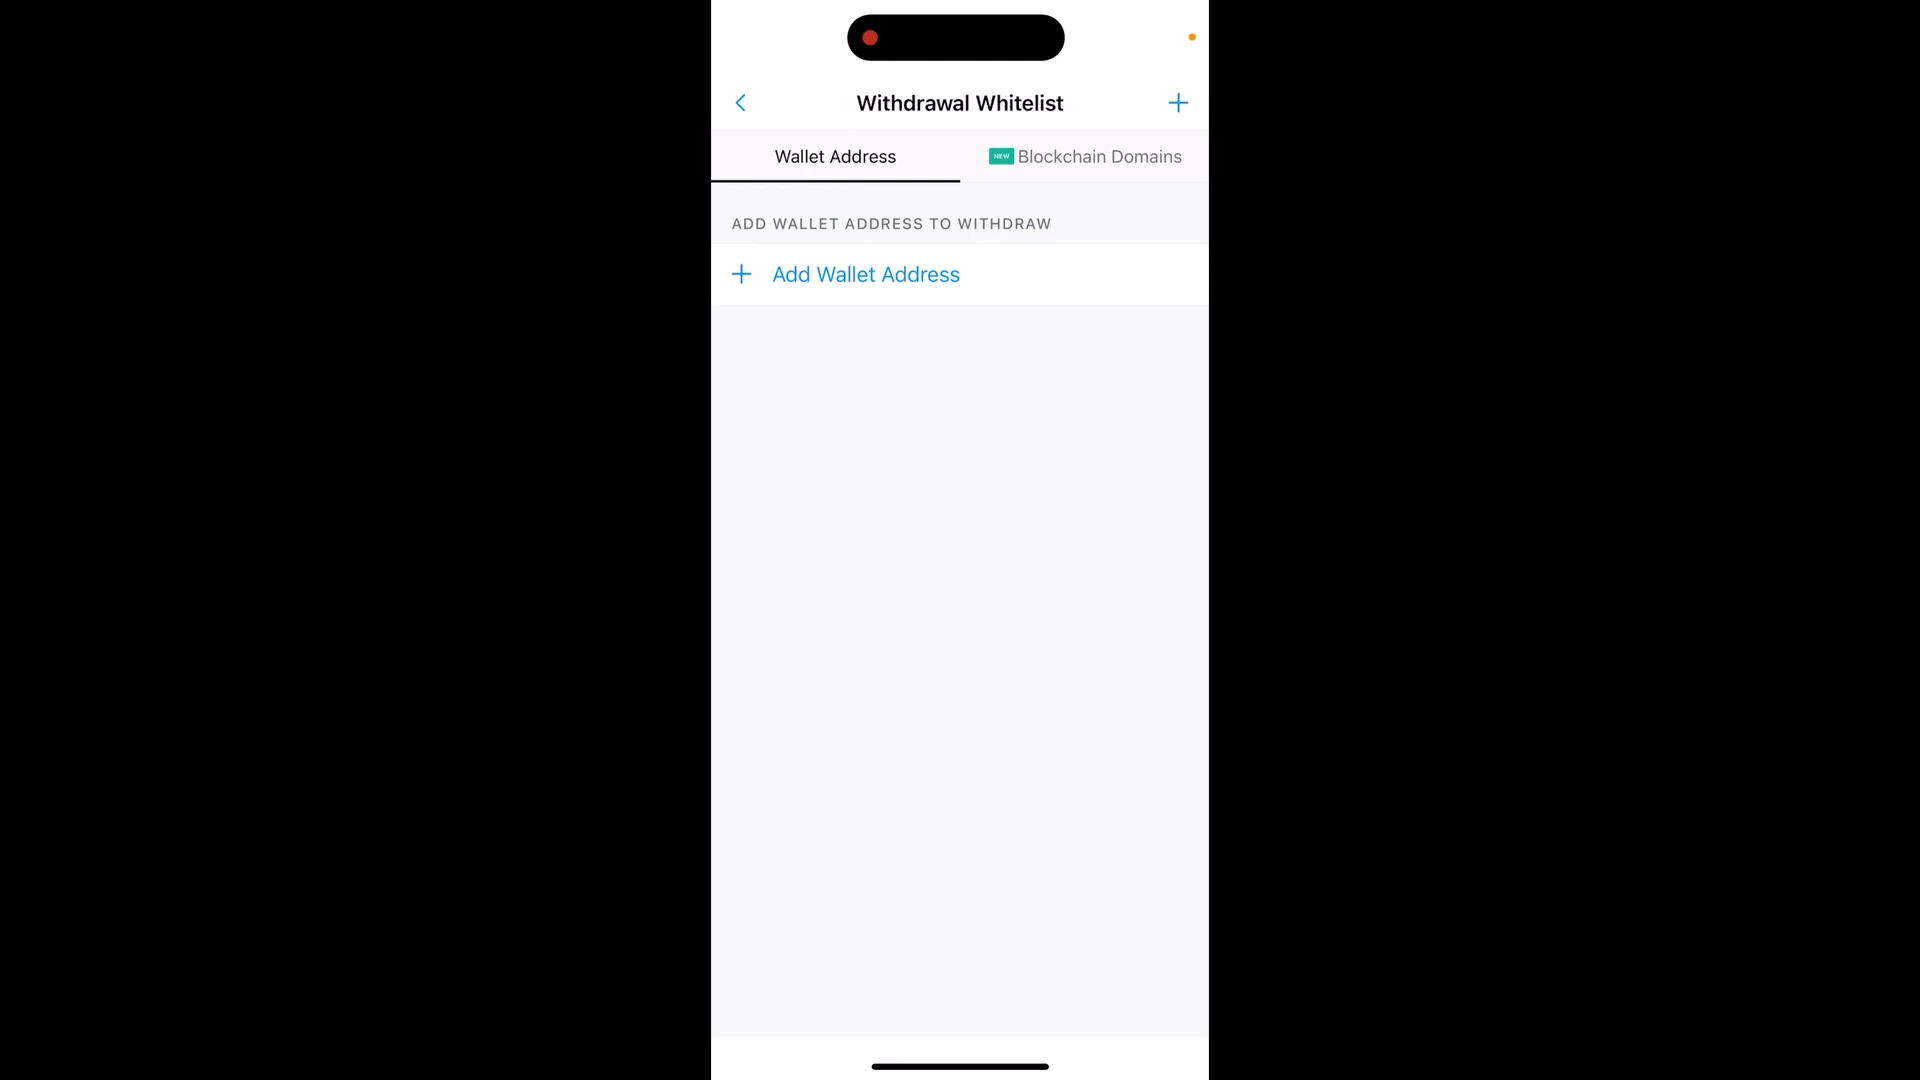 Withdrawal Whitelist
Wallet Address
NEW Blockchain Domains
ADD WALLET ADDRESS TO WITHDRAW
Add Wallet Address